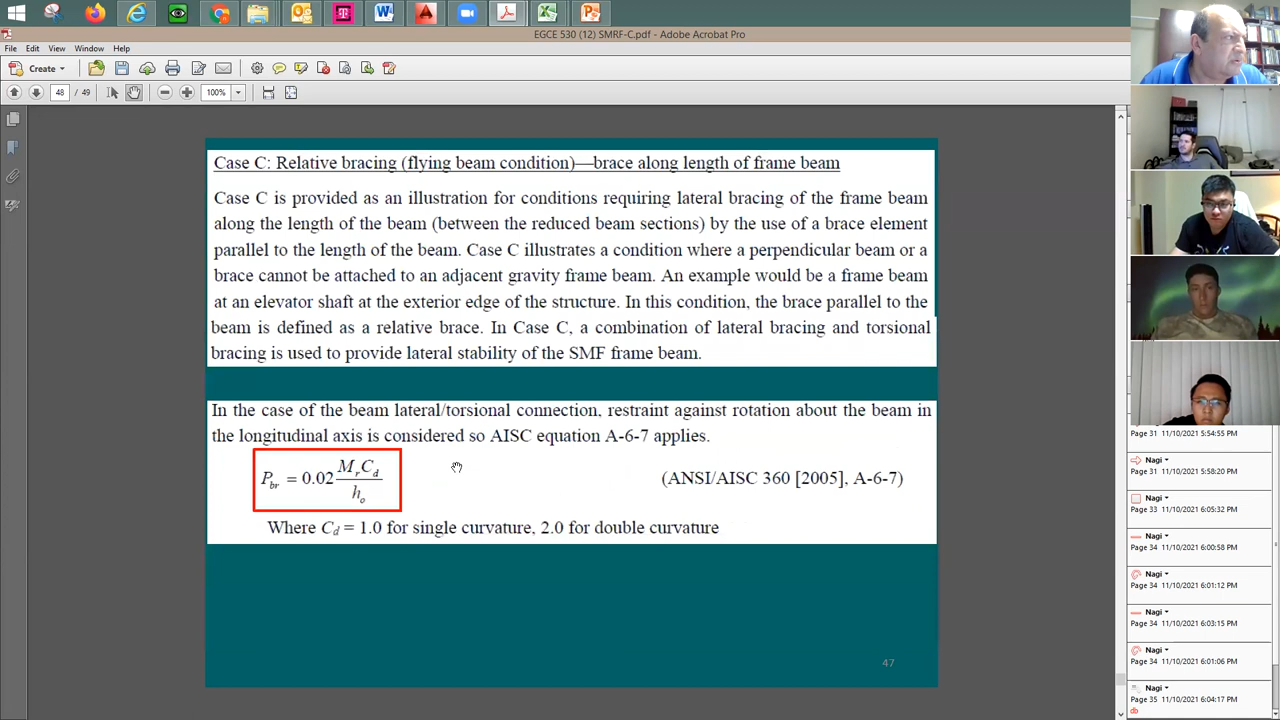 EGCE 530 (12) SMRF-C.pdf - Adobe Acrobat Pro
File Edit View Window Help
Create
48 / 49 100%
Case C: Relative bracing (flying beam condition)—brace along length of frame beam
Case C is provided as an illustration for conditions requiring lateral bracing of the frame beam
along the length of the beam (between the reduced beam sections) by the use of a brace element
parallel to the length of the beam. Case C illustrates a condition where a perpendicular beam or a
brace cannot be attached to an adjacent gravity frame beam. An example would be a frame beam
at an elevator shaft at the exterior edge of the structure. In this condition, the brace parallel to the
beam is defined as a relative brace. In Case C, a combination of lateral bracing and torsional
bracing is used to provide lateral stability of the SMF frame beam.
In the case of the beam lateral/torsional connection, restraint against rotation about the beam in
the longitudinal axis is considered so AISC equation A-6-7 applies.
P_br = 0.02 M_r C_d / h_o (ANSI/AISC 360 [2005], A-6-7)
Where C_d = 1.0 for single curvature, 2.0 for double curvature
47
Page 31 11/10/2021 5:54:55 PM
Nagi
Page 31 11/10/2021 5:58:20 PM
Nagi
Page 33 11/10/2021 6:05:32 PM
Nagi
Page 34 11/10/2021 6:00:58 PM
Nagi
Page 34 11/10/2021 6:01:12 PM
Nagi
Page 34 11/10/2021 6:03:15 PM
Nagi
Page 34 11/10/2021 6:01:06 PM
Nagi
Page 35 11/10/2021 6:04:17 PM
db